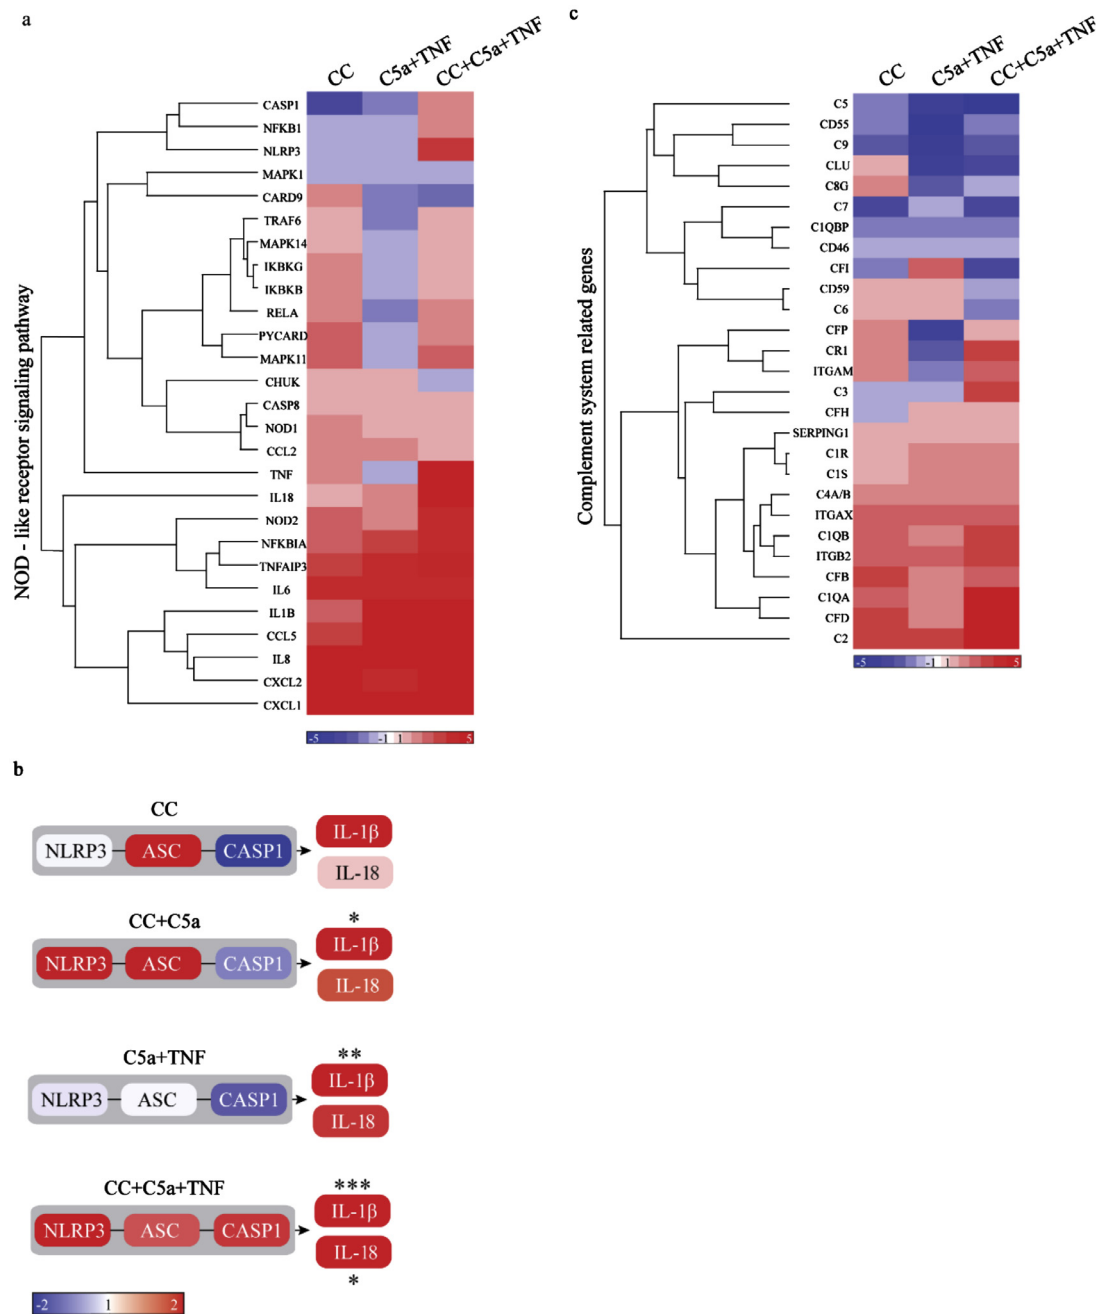 a
CC
C5a+TNF
CC+C5a+TNF
NOD - like receptor signaling pathway
CASP1
NFKB1
NLRP3
MAPK1
CARD9
TRAF6
MAPK14
IKBKG
IKBKB
RELA
PYCARD
MAPK11
CHUK
CASP8
NOD1
CCL2
TNF
IL18
NOD2
NFKBIA
TNFAIP3
IL6
IL1B
CCL5
IL8
CXCL2
CXCL1
-5 -1 1 5
c
CC
C5a+TNF
CC+C5a+TNF
Complement system related genes
C5
CD55
C9
CLU
C8G
C7
C1QBP
CD46
CFI
CD59
C6
CFP
CR1
ITGAM
C3
CFH
SERPING1
C1R
C1S
C4A/B
ITGAX
C1QB
ITGB2
CFB
C1QA
CFD
C2
-5 -1 1 5
b
CC
NLRP3 ASC CASP1
IL-1β
IL-18
CC+C5a
NLRP3 ASC CASP1
*
IL-1β
IL-18
C5a+TNF
NLRP3 ASC CASP1
**
IL-1β
IL-18
CC+C5a+TNF
NLRP3 ASC CASP1
***
IL-1β
IL-18
*
-2 1 2